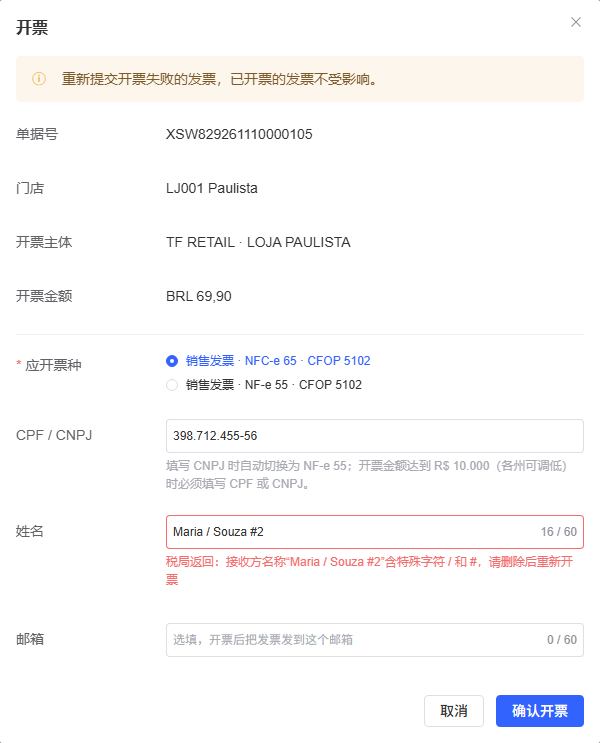 开票
重新提交开票失败的发票，已开票的发票不受影响。
单据号 XSW829261110000105
门店 LJ001 Paulista
开票主体 TF RETAIL · LOJA PAULISTA
开票金额 BRL 69,90
* 应开票种 销售发票 · NFC-e 65 · CFOP 5102
销售发票 · NF-e 55 · CFOP 5102
CPF / CNPJ 398.712.455-56
填写 CNPJ 时自动切换为 NF-e 55；开票金额达到 R$ 10.000（各州可调低）
时必须填写 CPF 或 CNPJ。
姓名 Maria / Souza #2 16 / 60
税局返回：接收方名称“Maria / Souza #2”含特殊字符 / 和 #，请删除后重新开
票
邮箱 选填，开票后把发票发到这个邮箱 0 / 60
取消 确认开票